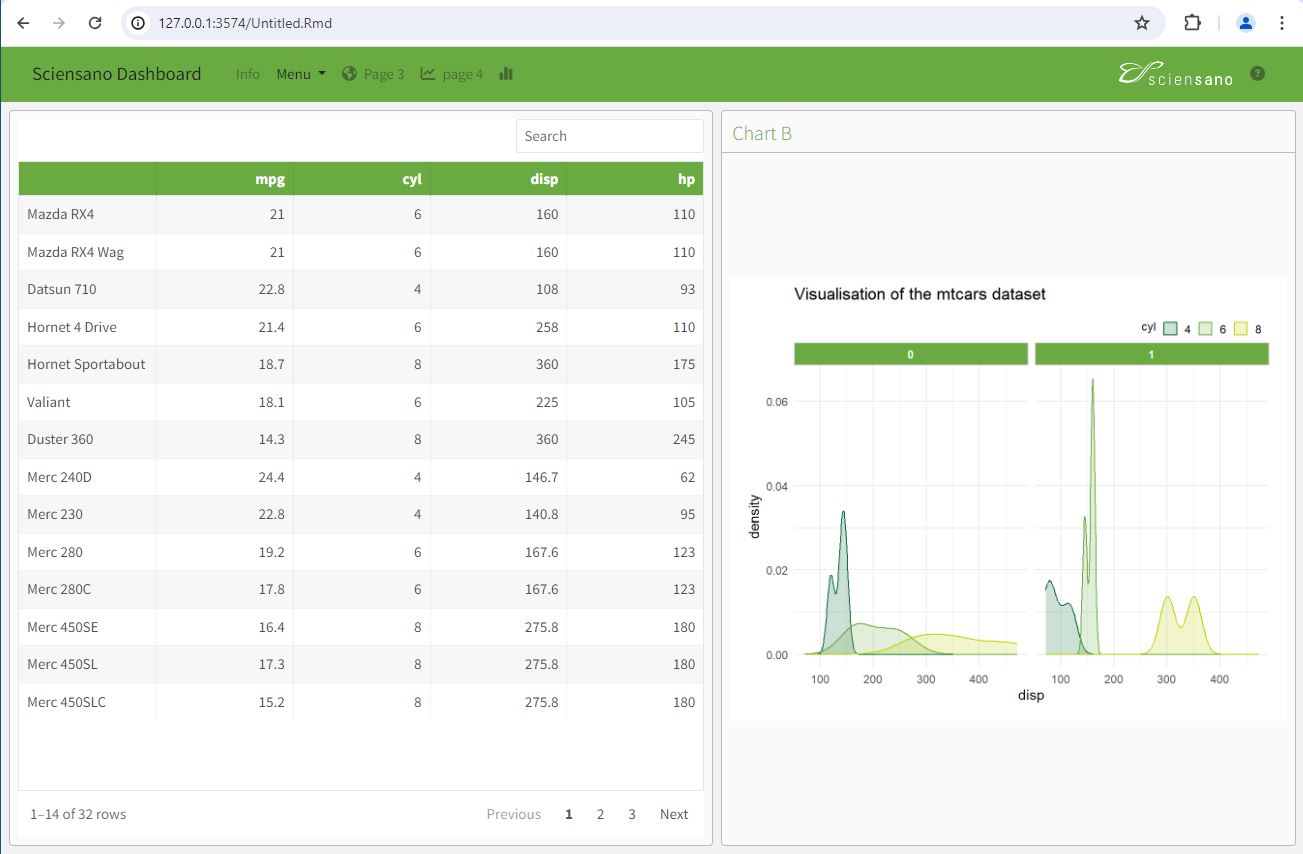 127.0.0.1:3574/Untitled.Rmd
Sciensano Dashboard Info Menu Page 3 page 4 sciensano ?
Search
mpg cyl disp hp
Mazda RX4 21 6 160 110
Mazda RX4 Wag 21 6 160 110
Datsun 710 22.8 4 108 93
Hornet 4 Drive 21.4 6 258 110
Hornet Sportabout 18.7 8 360 175
Valiant 18.1 6 225 105
Duster 360 14.3 8 360 245
Merc 240D 24.4 4 146.7 62
Merc 230 22.8 4 140.8 95
Merc 280 19.2 6 167.6 123
Merc 280C 17.8 6 167.6 123
Merc 450SE 16.4 8 275.8 180
Merc 450SL 17.3 8 275.8 180
Merc 450SLC 15.2 8 275.8 180
1–14 of 32 rows Previous 1 2 3 Next
Chart B
Visualisation of the mtcars dataset
cyl 4 6 8
0 1
0.06
0.04
0.02
0.00
density
100 200 300 400 100 200 300 400
disp